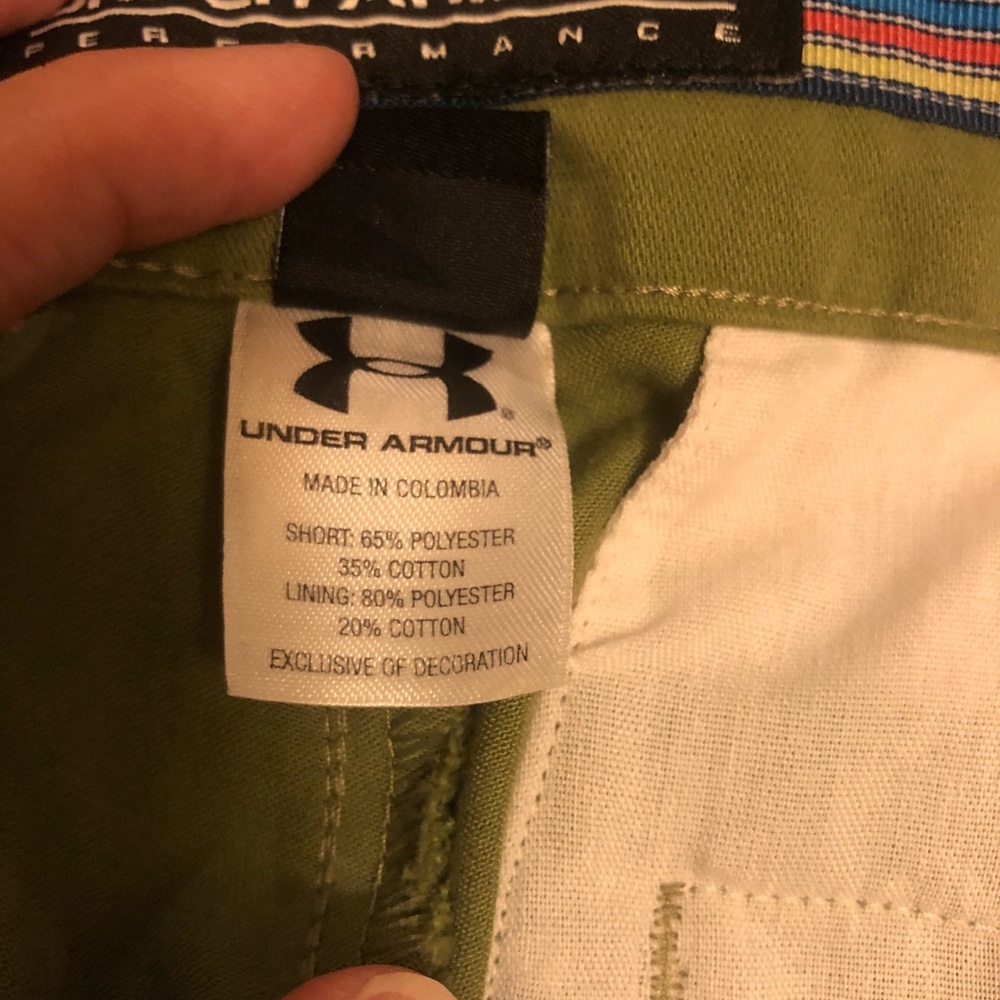 PERFORMANCE
UNDER ARMOUR®
MADE IN COLOMBIA
SHORT: 65% POLYESTER
35% COTTON
LINING: 80% POLYESTER
20% COTTON
EXCLUSIVE OF DECORATION